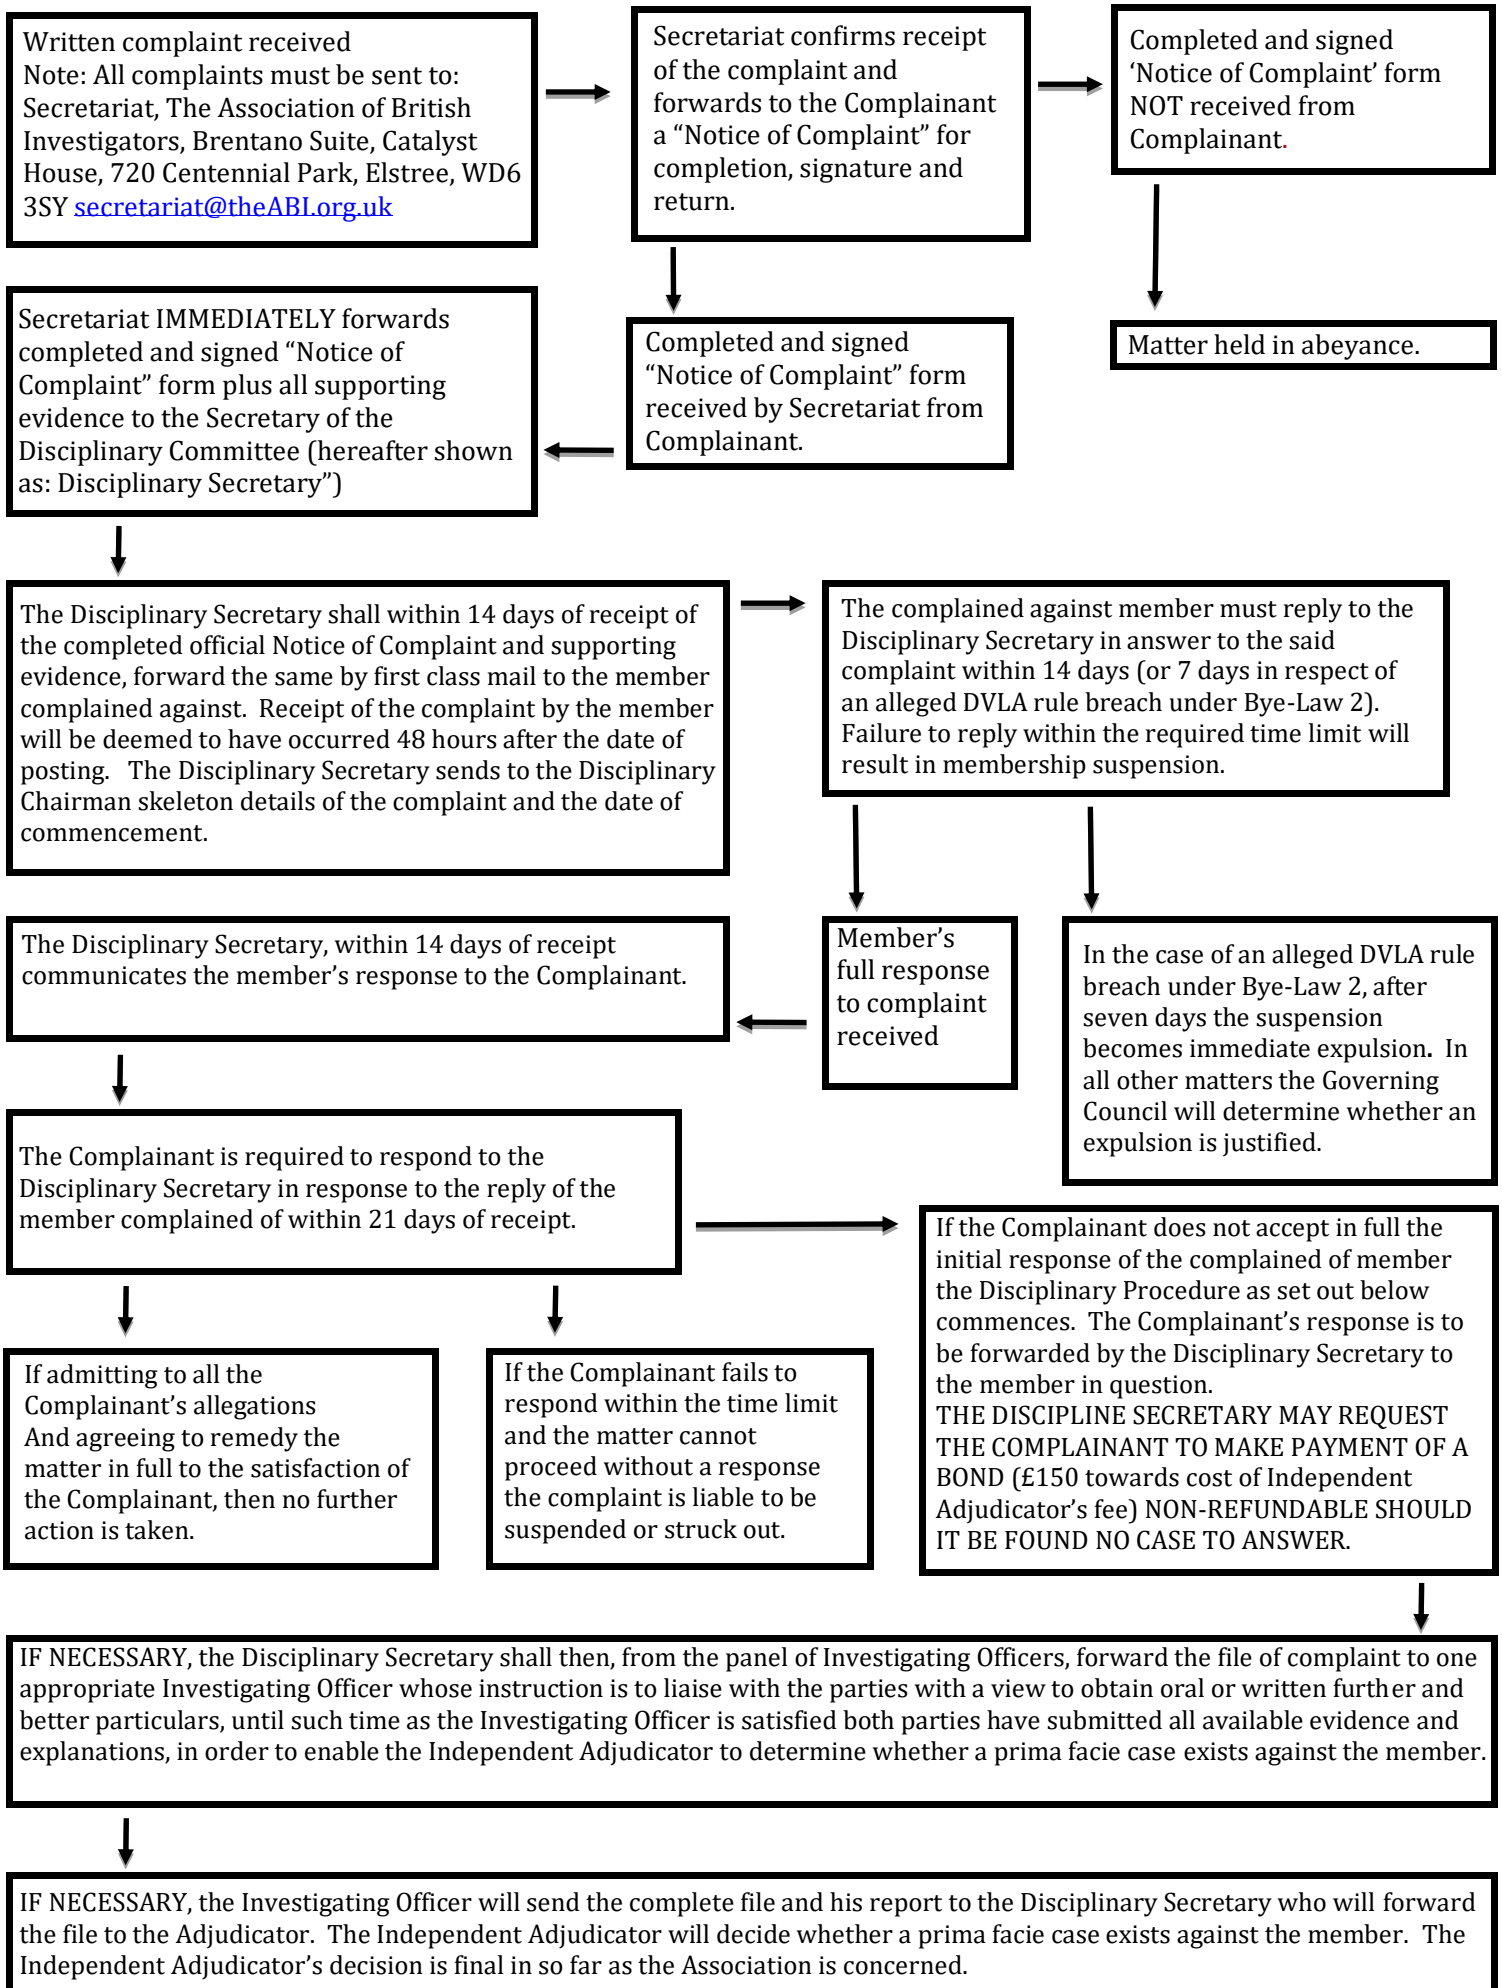 Written complaint received
Note: All complaints must be sent to:
Secretariat, The Association of British
Investigators, Brentano Suite, Catalyst
House, 720 Centennial Park, Elstree, WD6
3SY secretariat@theABI.org.uk
Secretariat confirms receipt
of the complaint and
forwards to the Complainant
a “Notice of Complaint” for
completion, signature and
return.
Completed and signed
‘Notice of Complaint’ form
NOT received from
Complainant.
Matter held in abeyance.
Completed and signed
“Notice of Complaint” form
received by Secretariat from
Complainant.
Secretariat IMMEDIATELY forwards
completed and signed “Notice of
Complaint” form plus all supporting
evidence to the Secretary of the
Disciplinary Committee (hereafter shown
as: Disciplinary Secretary”)
The Disciplinary Secretary shall within 14 days of receipt of
the completed official Notice of Complaint and supporting
evidence, forward the same by first class mail to the member
complained against.  Receipt of the complaint by the member
will be deemed to have occurred 48 hours after the date of
posting.   The Disciplinary Secretary sends to the Disciplinary
Chairman skeleton details of the complaint and the date of
commencement.
The complained against member must reply to the
Disciplinary Secretary in answer to the said
complaint within 14 days (or 7 days in respect of
an alleged DVLA rule breach under Bye-Law 2).
Failure to reply within the required time limit will
result in membership suspension.
Member’s
full response
to complaint
received
In the case of an alleged DVLA rule
breach under Bye-Law 2, after
seven days the suspension
becomes immediate expulsion.  In
all other matters the Governing
Council will determine whether an
expulsion is justified.
The Disciplinary Secretary, within 14 days of receipt
communicates the member’s response to the Complainant.
The Complainant is required to respond to the
Disciplinary Secretary in response to the reply of the
member complained of within 21 days of receipt.
If admitting to all the
Complainant’s allegations
And agreeing to remedy the
matter in full to the satisfaction of
the Complainant, then no further
action is taken.
If the Complainant fails to
respond within the time limit
and the matter cannot
proceed without a response
the complaint is liable to be
suspended or struck out.
If the Complainant does not accept in full the
initial response of the complained of member
the Disciplinary Procedure as set out below
commences.  The Complainant’s response is to
be forwarded by the Disciplinary Secretary to
the member in question.
THE DISCIPLINE SECRETARY MAY REQUEST
THE COMPLAINANT TO MAKE PAYMENT OF A
BOND (£150 towards cost of Independent
Adjudicator’s fee) NON-REFUNDABLE SHOULD
IT BE FOUND NO CASE TO ANSWER.
IF NECESSARY, the Disciplinary Secretary shall then, from the panel of Investigating Officers, forward the file of complaint to one
appropriate Investigating Officer whose instruction is to liaise with the parties with a view to obtain oral or written further and
better particulars, until such time as the Investigating Officer is satisfied both parties have submitted all available evidence and
explanations, in order to enable the Independent Adjudicator to determine whether a prima facie case exists against the member.
IF NECESSARY, the Investigating Officer will send the complete file and his report to the Disciplinary Secretary who will forward
the file to the Adjudicator.  The Independent Adjudicator will decide whether a prima facie case exists against the member.  The
Independent Adjudicator’s decision is final in so far as the Association is concerned.